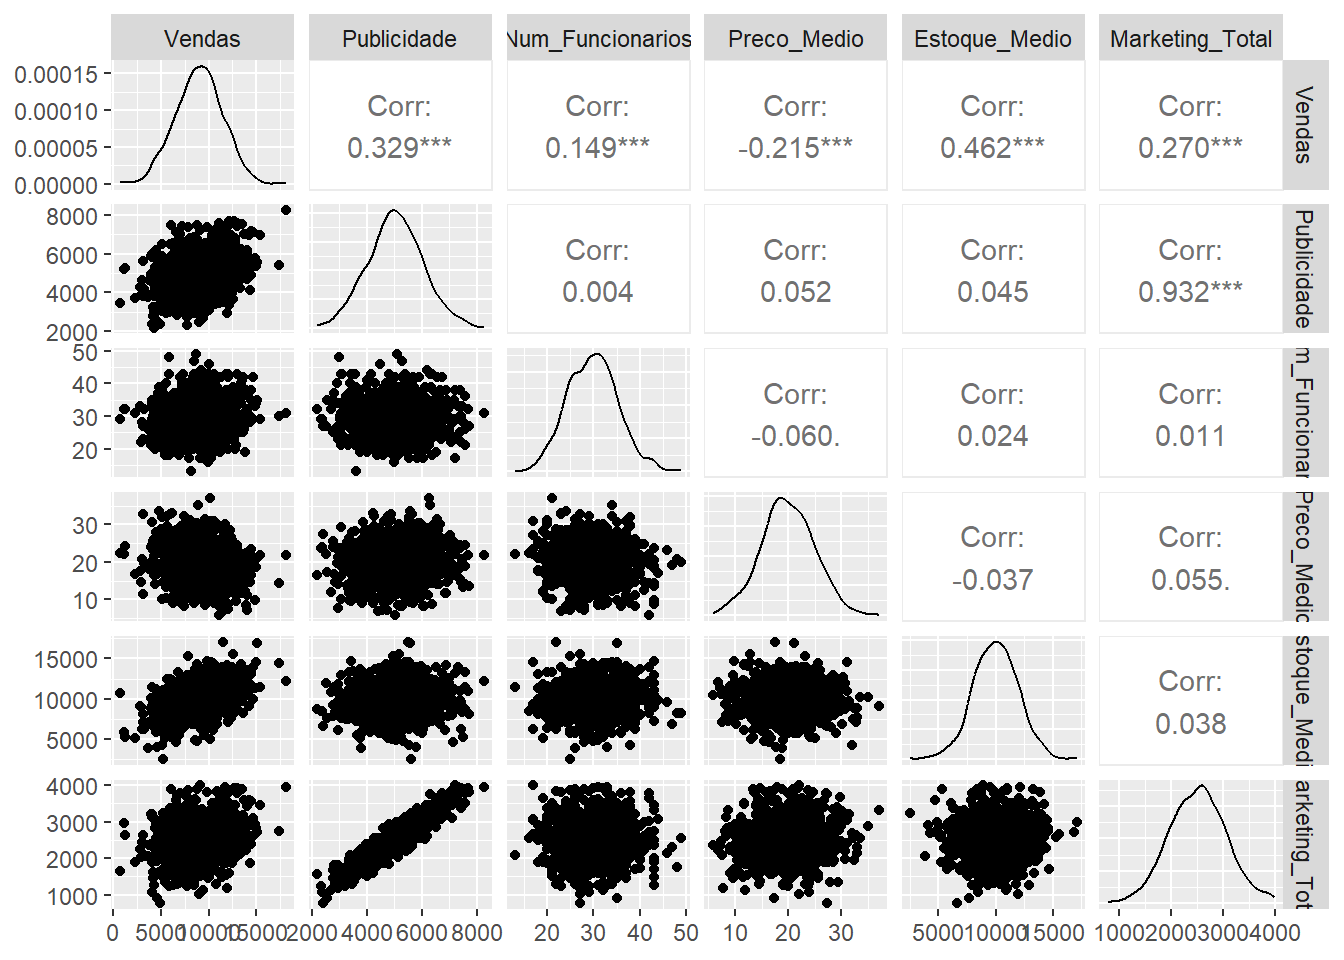 Vendas Publicidade Num_Funcionarios Preco_Medio Estoque_Medio Marketing_Total
0.00015
0.00010
0.00005
0.00000
Corr: Corr: Corr: Corr: Corr:
0.329*** 0.149*** -0.215*** 0.462*** 0.270***
Vendas
8000
6000
4000
2000
Corr: Corr: Corr: Corr:
0.004 0.052 0.045 0.932***
Publicidade
50
40
30
20
Corr: Corr: Corr:
-0.060. 0.024 0.011
m_Funcionar
30
20
10
Corr: Corr:
-0.037 0.055.
Preco_Medio
15000
10000
5000
Corr:
0.038
stoque_Medi
4000
3000
2000
1000
arketing_Tot
0 5000 10000 15000 2000 4000 6000 8000 20 30 40 50 10 20 30 5000 10000 15000 1000 2000 3000 4000